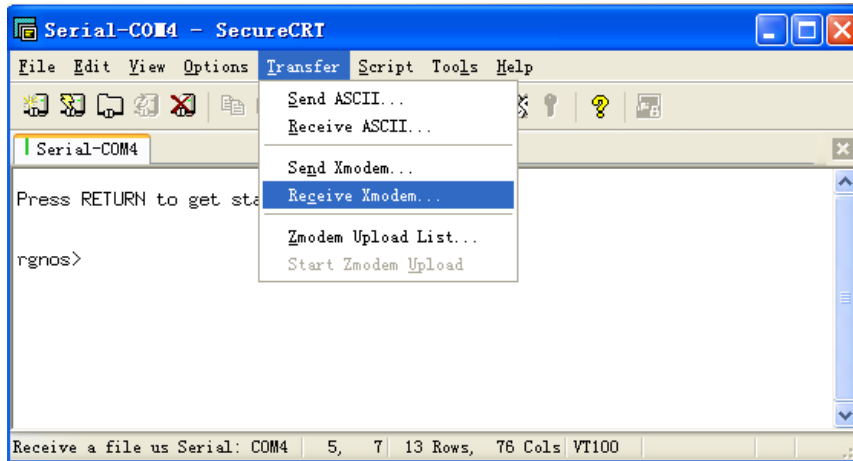 Serial-COM4 - SecureCRT
File Edit View Options Transfer Script Tools Help
Send ASCII...
Receive ASCII...
Serial-COM4
Send Xmodem...
Receive Xmodem...
Press RETURN to get sta
Zmodem Upload List...
rgnos>
Start Zmodem Upload
Receive a file us Serial: COM4 5, 7 13 Rows, 76 Cols VT100